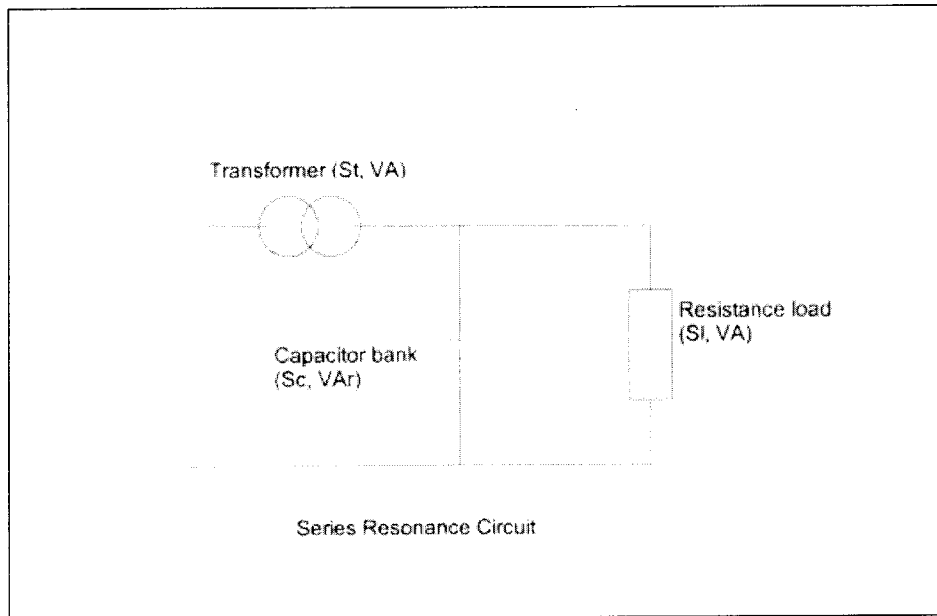 Transformer (St, VA)
Resistance load
(Sl, VA)
Capacitor bank
(Sc, VAr)
Series Resonance Circuit